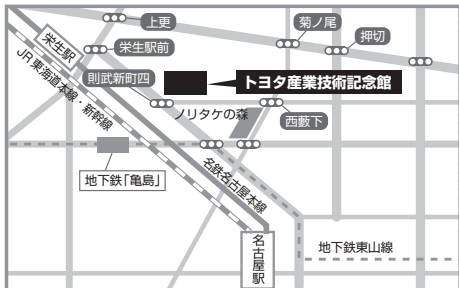 上更
菊ノ尾
押切
栄生駅
栄生駅前
則武新町四
トヨタ産業技術記念館
ノリタケの森
西藪下
JR東海道本線・新幹線
地下鉄「亀島」
名鉄名古屋本線
名古屋駅
地下鉄東山線